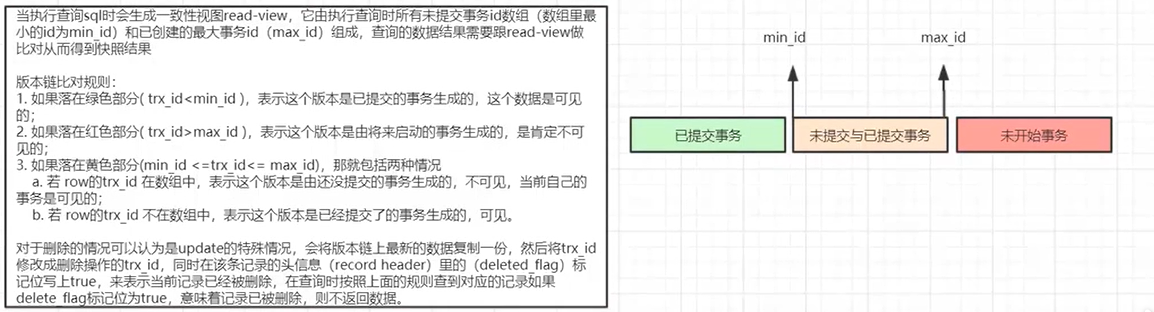 当执行查询sql时会生成一致性视图read-view，它由执行查询时所有未提交事务id数组（数组里最
小的id为min_id）和已创建的最大事务id（max_id）组成，查询的数据结果需要跟read-view做
比对从而得到快照结果
版本链比对规则：
1. 如果落在绿色部分( trx_id<min_id )，表示这个版本是已提交的事务生成的，这个数据是可见
的；
2. 如果落在红色部分( trx_id>max_id )，表示这个版本是由将来启动的事务生成的，是肯定不可
见的；
3. 如果落在黄色部分(min_id <=trx_id<= max_id)，那就包括两种情况
a. 若 row的trx_id 在数组中，表示这个版本是由还没提交的事务生成的，不可见，当前自己的
事务是可见的；
b. 若 row的trx_id 不在数组中，表示这个版本是已经提交了的事务生成的，可见。
对于删除的情况可以认为是update的特殊情况，会将版本链上最新的数据复制一份，然后将trx_id
修改成删除操作的trx_id，同时在该条记录的头信息（record header）里的（deleted_flag）标
记位写上true，来表示当前记录已经被删除，在查询时按照上面的规则查到对应的记录如果
delete_flag标记位为true，意味着记录已被删除，则不返回数据。
min_id
max_id
已提交事务
未提交与已提交事务
未开始事务